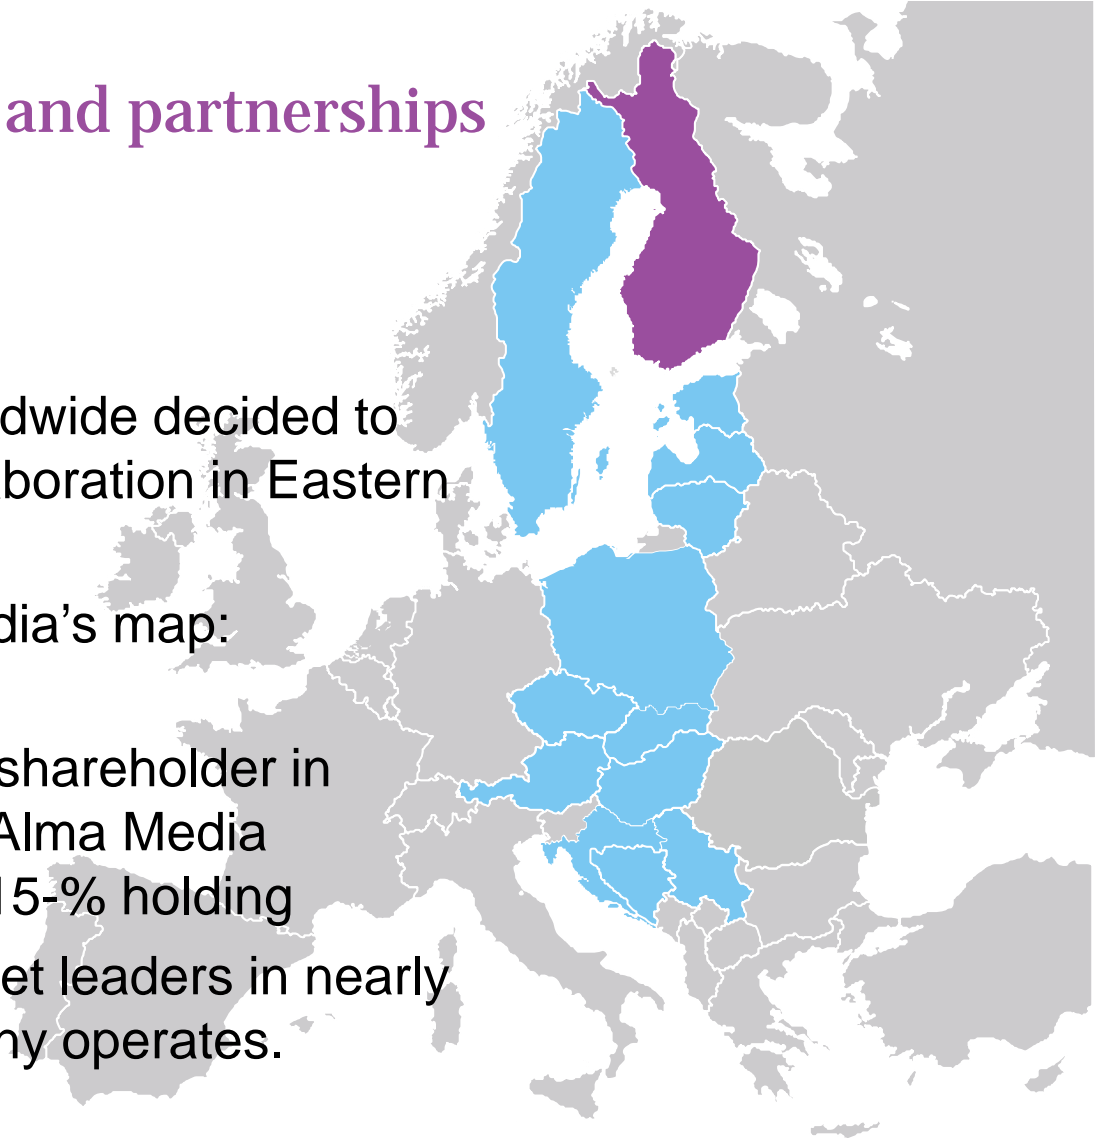 and partnerships
dwide decided to
boration in Eastern
dia’s map:
shareholder in
Alma Media
15-% holding
et leaders in nearly
ny operates.